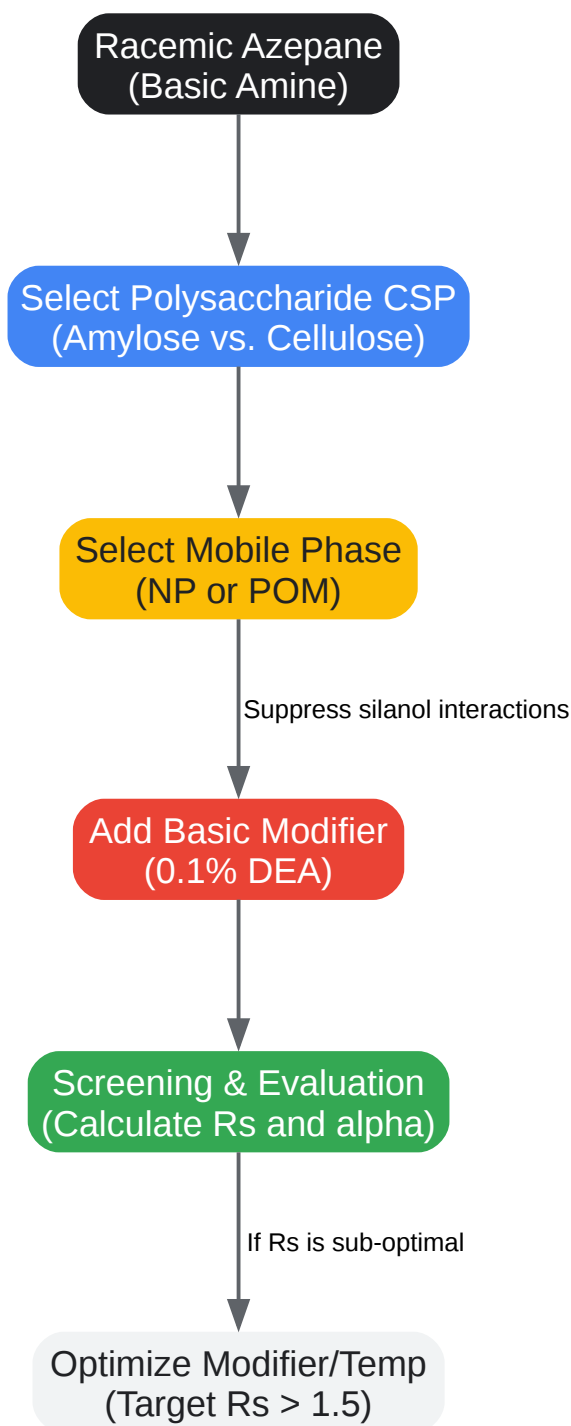 Racemic Azepane
(Basic Amine)
Select Polysaccharide CSP
(Amylose vs. Cellulose)
Select Mobile Phase
(NP or POM)
Suppress silanol interactions
Add Basic Modifier
(0.1% DEA)
Screening & Evaluation
(Calculate Rs and alpha)
If Rs is sub-optimal
Optimize Modifier/Temp
(Target Rs > 1.5)